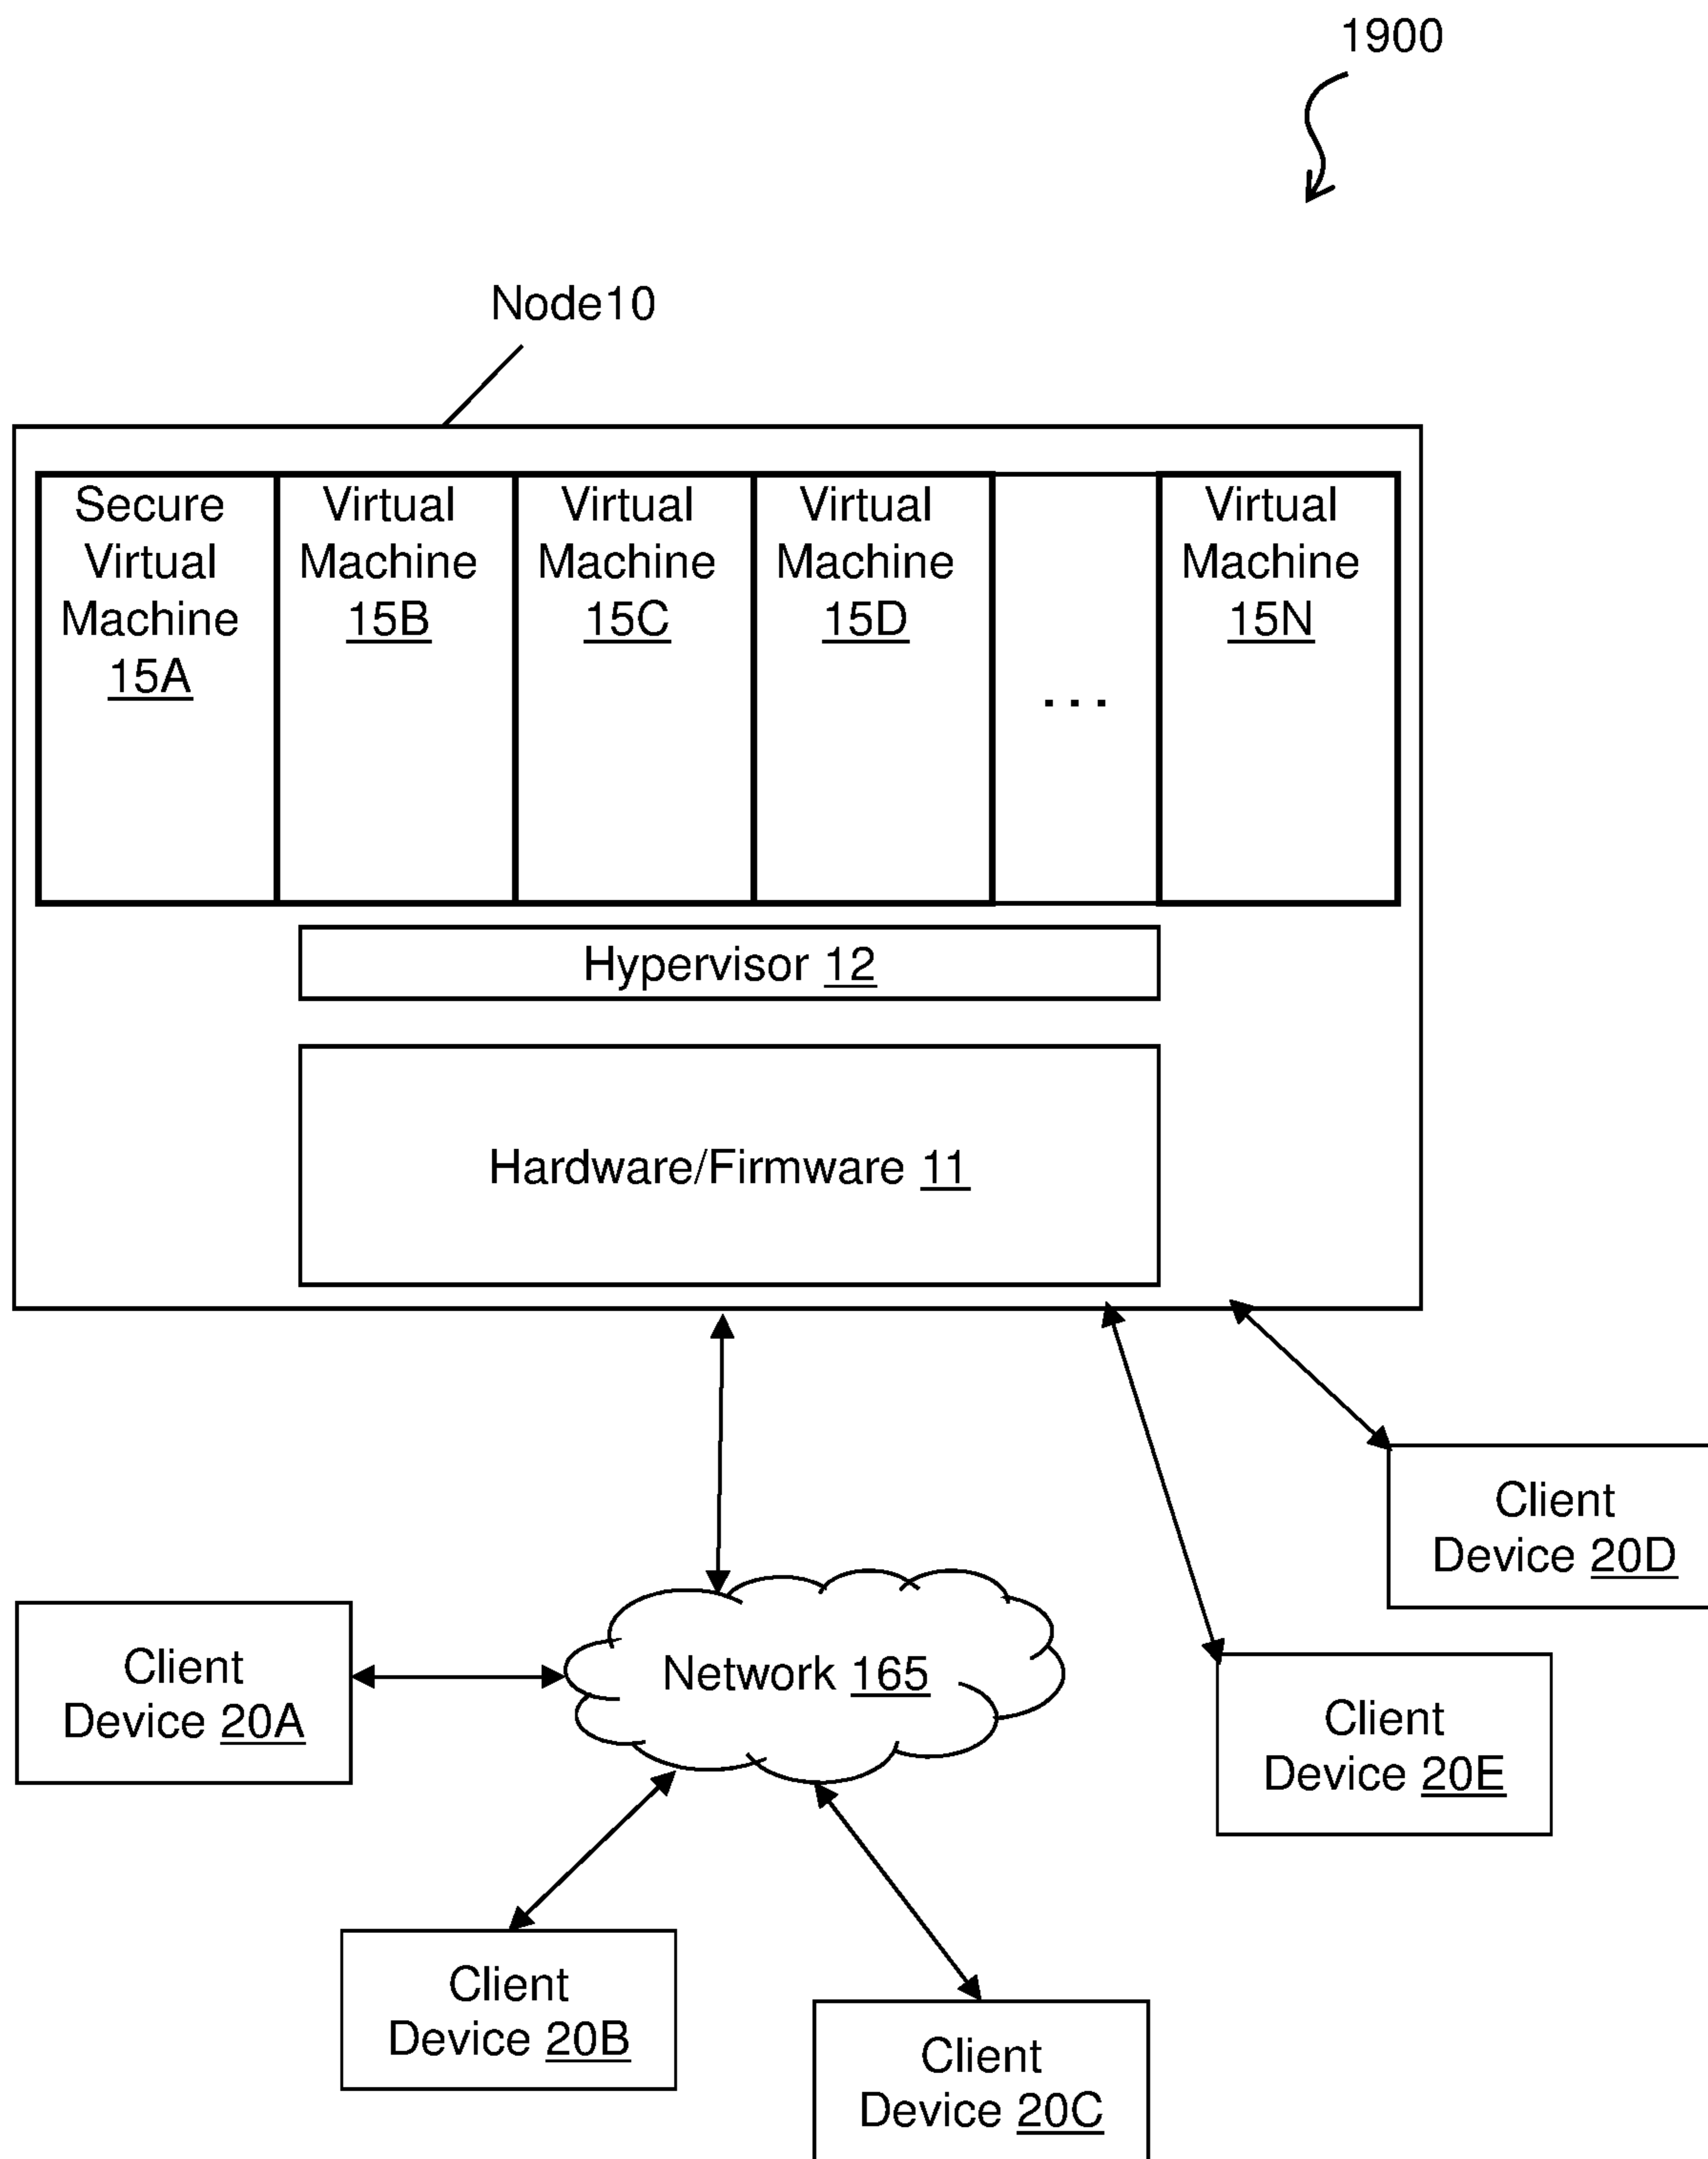 1900
Node10
Secure
Virtual
Machine
15A
Virtual
Machine
15B
Virtual
Machine
15C
Virtual
Machine
15D
...
Virtual
Machine
15N
Hypervisor 12
Hardware/Firmware 11
Client
Device 20D
Network 165
Client
Device 20A
Client
Device 20E
Client
Device 20B
Client
Device 20C